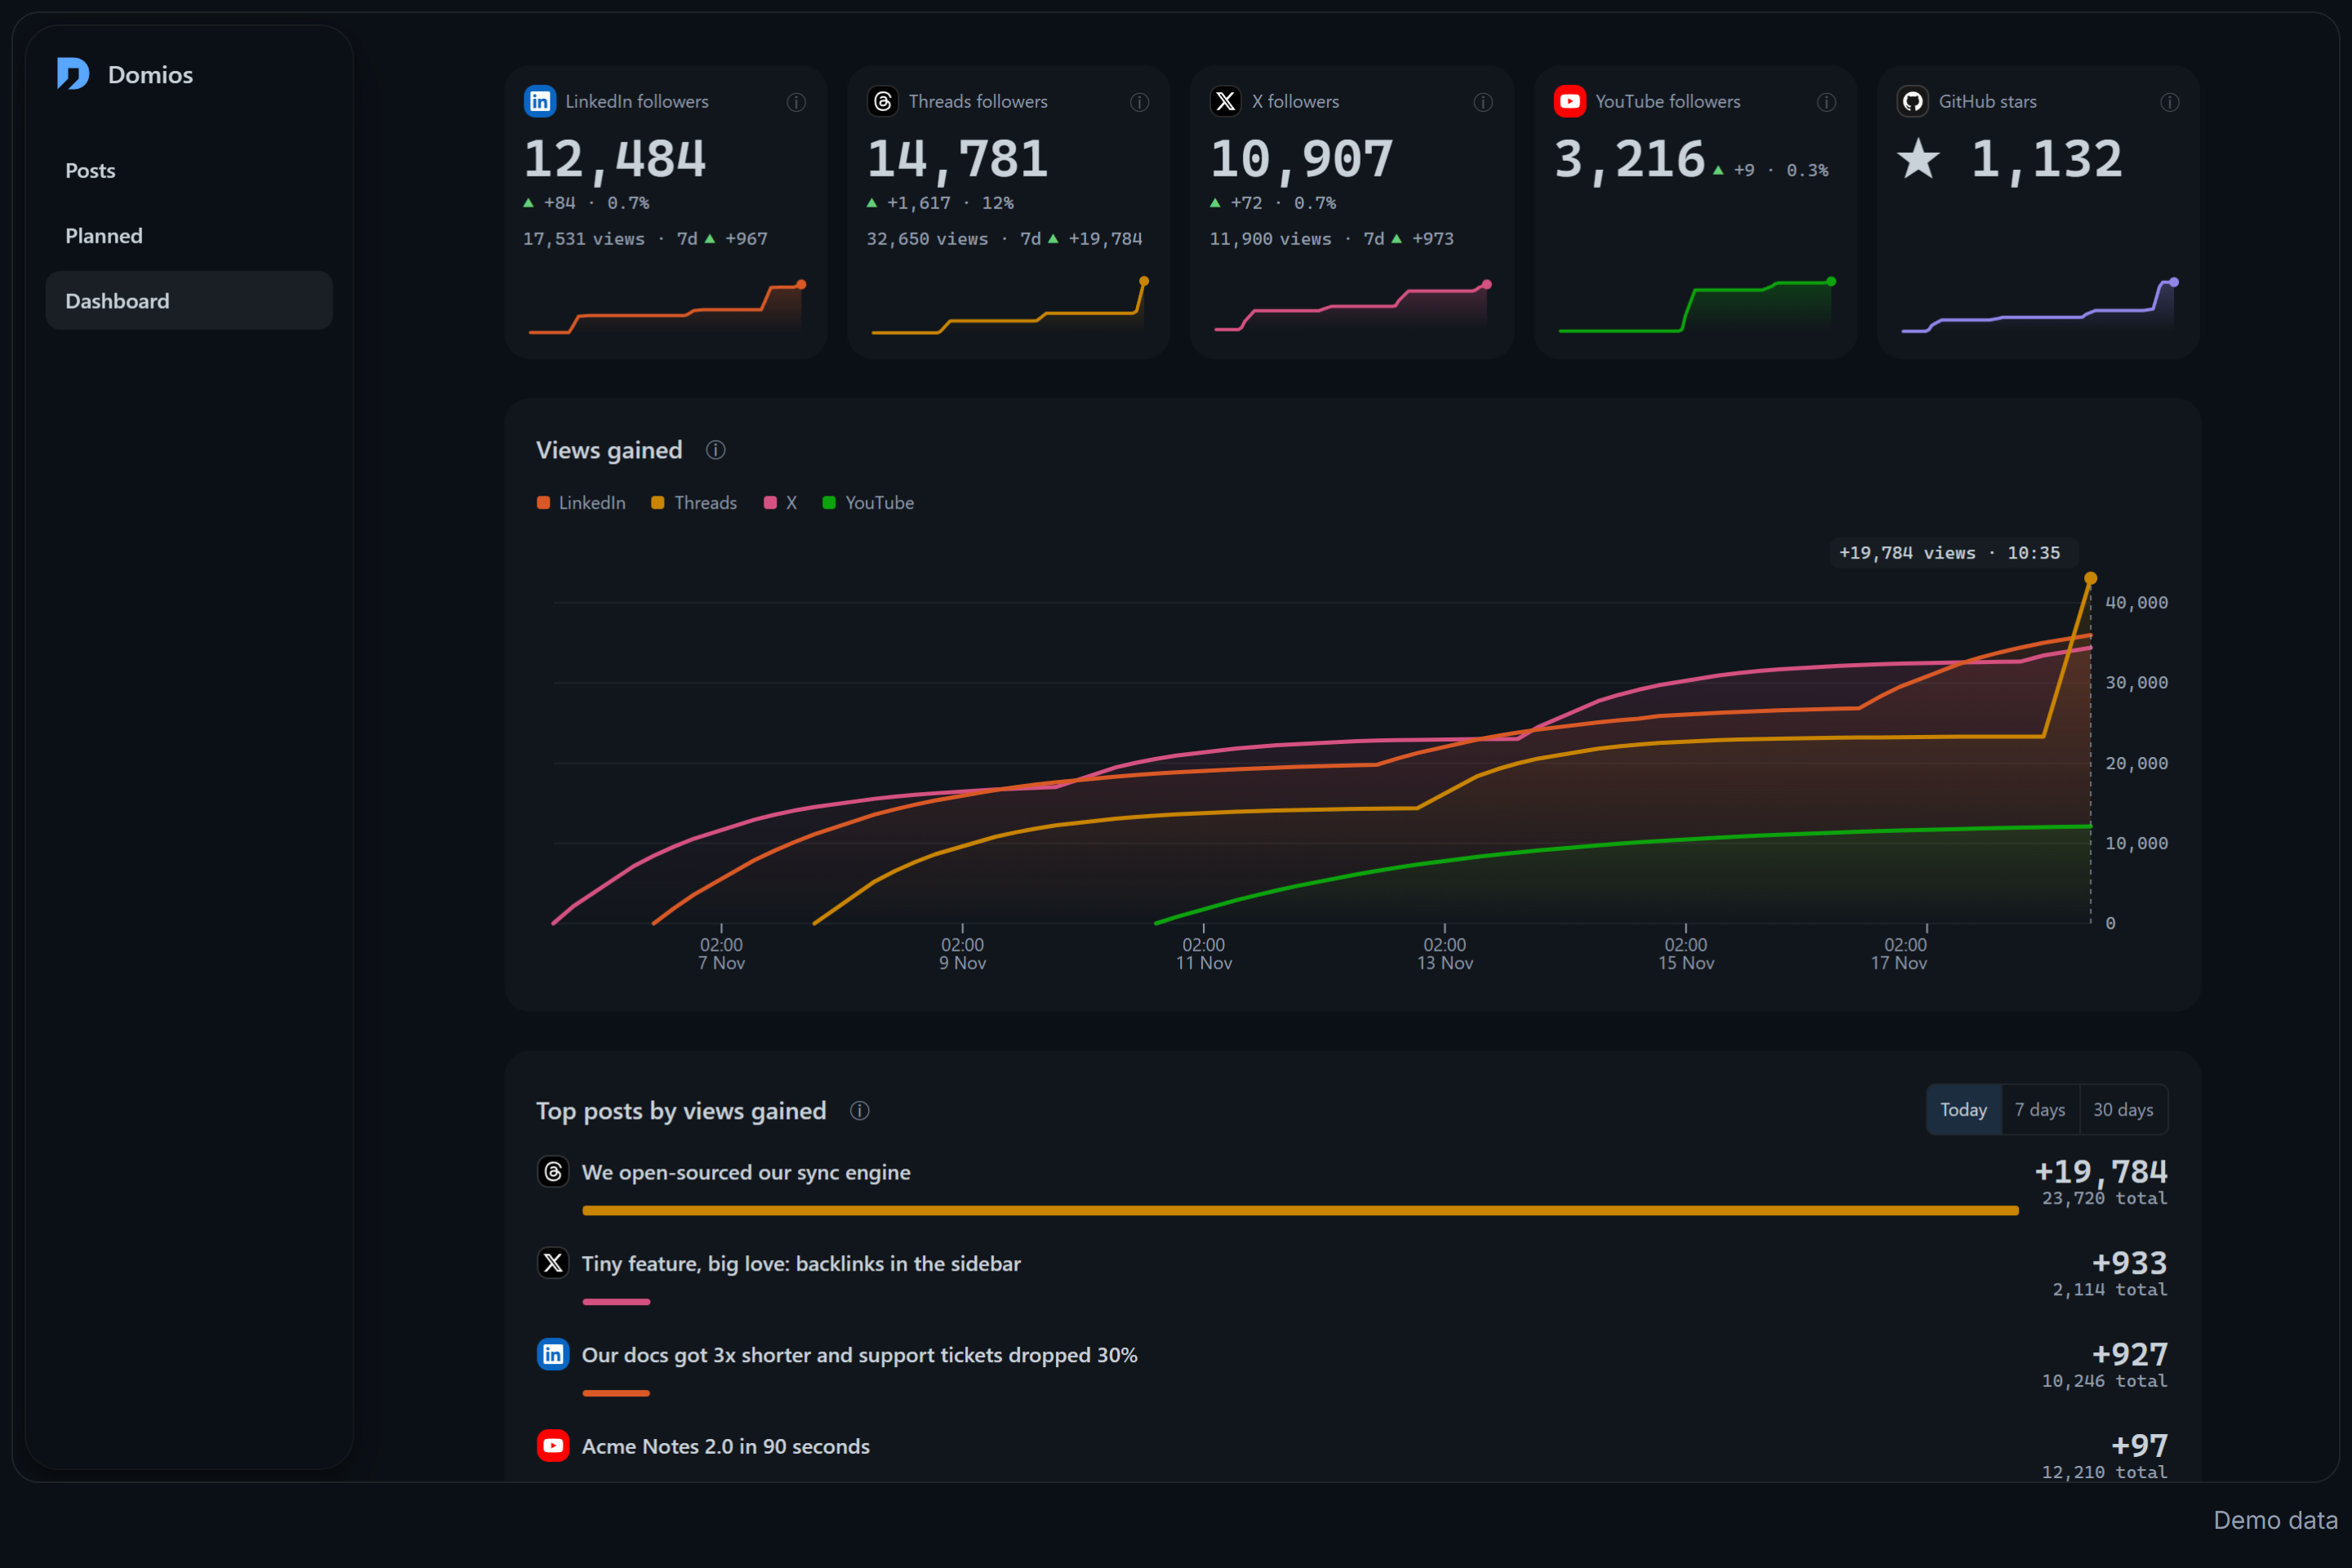 Domios
Posts
Planned
Dashboard
LinkedIn followers
12,484
▲ +84 · 0.7%
17,531 views · 7d ▲ +967
Threads followers
14,781
▲ +1,617 · 12%
32,650 views · 7d ▲ +19,784
X followers
10,907
▲ +72 · 0.7%
11,900 views · 7d ▲ +973
YouTube followers
3,216 ▲ +9 · 0.3%
GitHub stars
★ 1,132
Views gained
LinkedIn Threads X YouTube
+19,784 views · 10:35
40,000
30,000
20,000
10,000
0
02:00 02:00 02:00 02:00 02:00 02:00
7 Nov 9 Nov 11 Nov 13 Nov 15 Nov 17 Nov
Top posts by views gained
Today 7 days 30 days
We open-sourced our sync engine
+19,784
23,720 total
Tiny feature, big love: backlinks in the sidebar
+933
2,114 total
Our docs got 3x shorter and support tickets dropped 30%
+927
10,246 total
Acme Notes 2.0 in 90 seconds
+97
12,210 total
Demo data